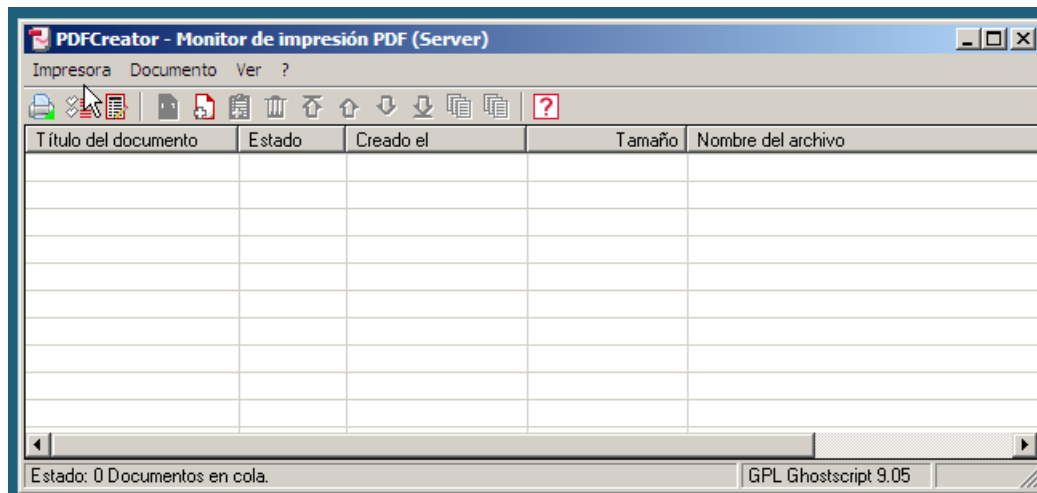 PDFCreator - Monitor de impresión PDF (Server)
Impresora Documento Ver ?
?
Título del documento Estado Creado el Tamaño Nombre del archivo
Estado: 0 Documentos en cola. GPL Ghostscript 9.05